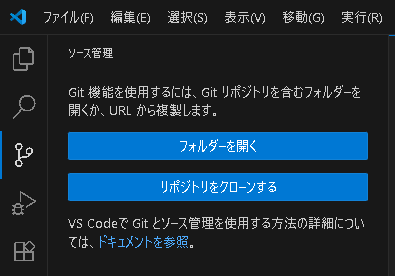 ファイル(F) 編集(E) 選択(S) 表示(V) 移動(G) 実行(R)
ソース管理
Git 機能を使用するには、Git リポジトリを含むフォルダーを
開くか、URL から複製します。
フォルダーを開く
リポジトリをクローンする
VS Codeで Git とソース管理を使用する方法の詳細につい
ては、ドキュメントを参照。